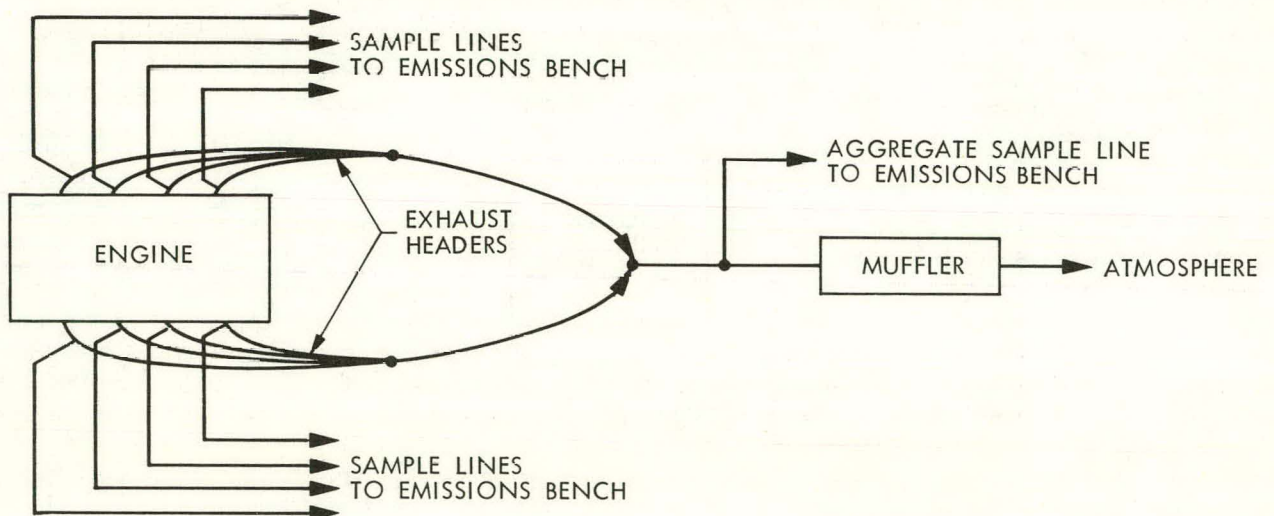 SAMPLE LINES
TO EMISSIONS BENCH
AGGREGATE SAMPLE LINE
TO EMISSIONS BENCH
EXHAUST
HEADERS
ENGINE
MUFFLER
ATMOSPHERE
SAMPLE LINES
TO EMISSIONS BENCH